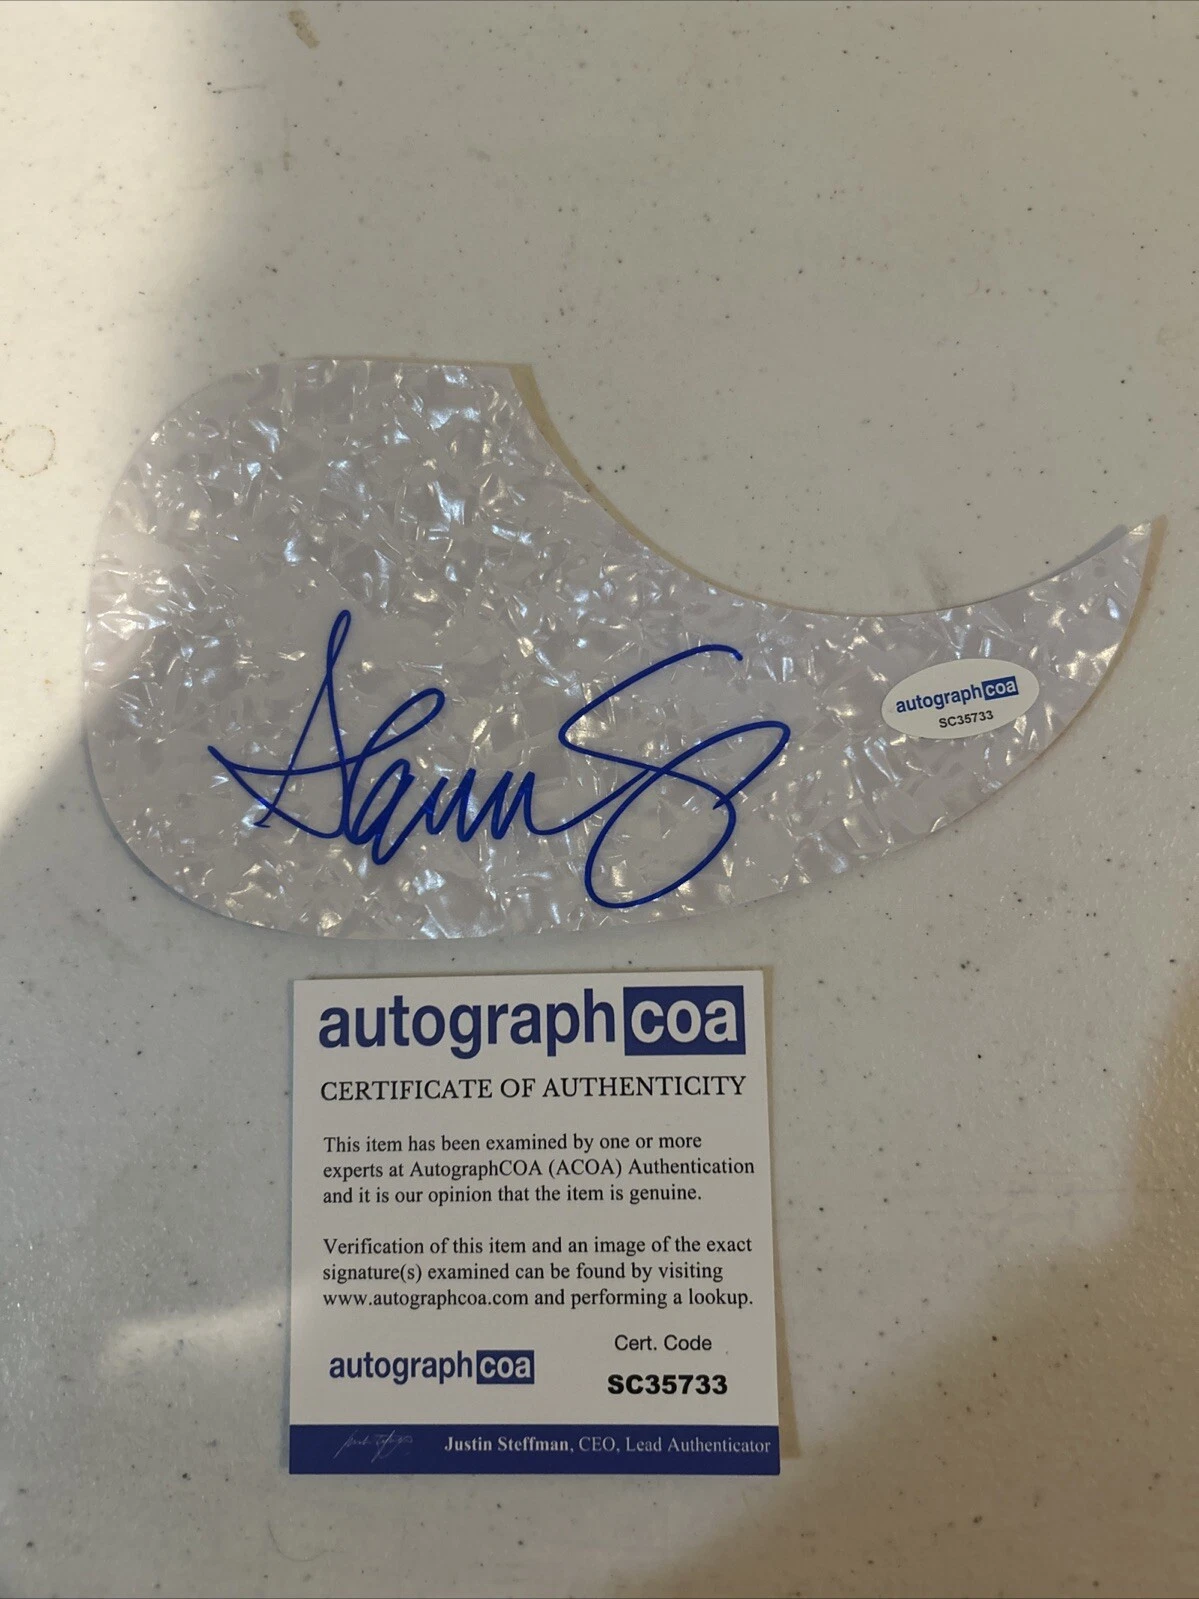 autographcoa
SC35733
autographcoa
CERTIFICATE OF AUTHENTICITY
This item has been examined by one or more
experts at AutographCOA (ACOA) Authentication
and it is our opinion that the item is genuine.
Verification of this item and an image of the exact
signature(s) examined can be found by visiting
www.autographcoa.com and performing a lookup.
Cert. Code
autographcoa
SC35733
Justin Steffman, CEO, Lead Authenticator